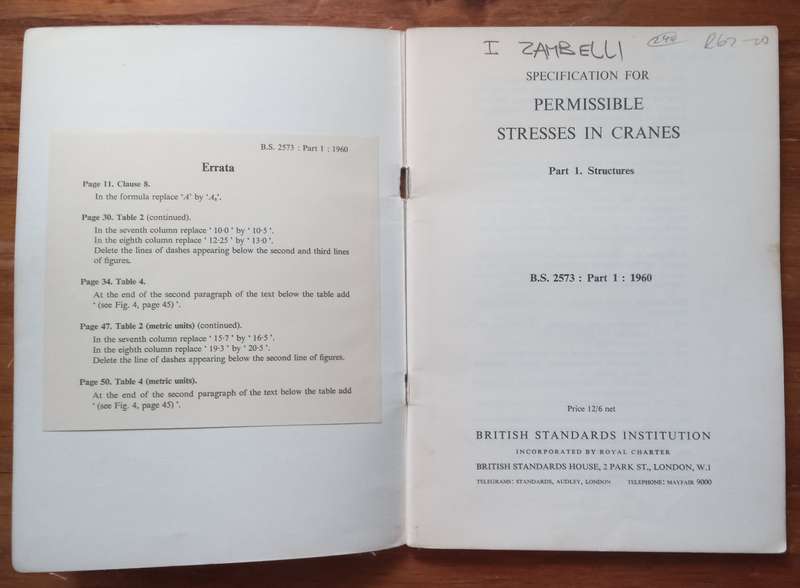 B.S. 2573 : Part 1 : 1960
Errata
Page 11. Clause 8.
In the formula replace ‘A’ by ‘Aₑ’.
Page 30. Table 2 (continued).
In the seventh column replace ‘ 10·0 ’ by ‘ 10·5 ’.
In the eighth column replace ‘ 12·25 ’ by ‘ 13·0 ’.
Delete the lines of dashes appearing below the second and third lines
of figures.
Page 34. Table 4.
At the end of the second paragraph of the text below the table add
‘ (see Fig. 4, page 45) ’.
Page 47. Table 2 (metric units) (continued).
In the seventh column replace ‘ 15·7 ’ by ‘ 16·5 ’.
In the eighth column replace ‘ 19·3 ’ by ‘ 20·5 ’.
Delete the line of dashes appearing below the second line of figures.
Page 50. Table 4 (metric units).
At the end of the second paragraph of the text below the table add
‘ (see Fig. 4, page 45) ’.
I ZAMBELLI
SPECIFICATION FOR
PERMISSIBLE
STRESSES IN CRANES
Part 1. Structures
B.S. 2573 : Part 1 : 1960
Price 12/6 net
BRITISH STANDARDS INSTITUTION
INCORPORATED BY ROYAL CHARTER
BRITISH STANDARDS HOUSE, 2 PARK ST., LONDON, W.1
TELEGRAMS: STANDARDS, AUDLEY, LONDON TELEPHONE: MAYFAIR 9000